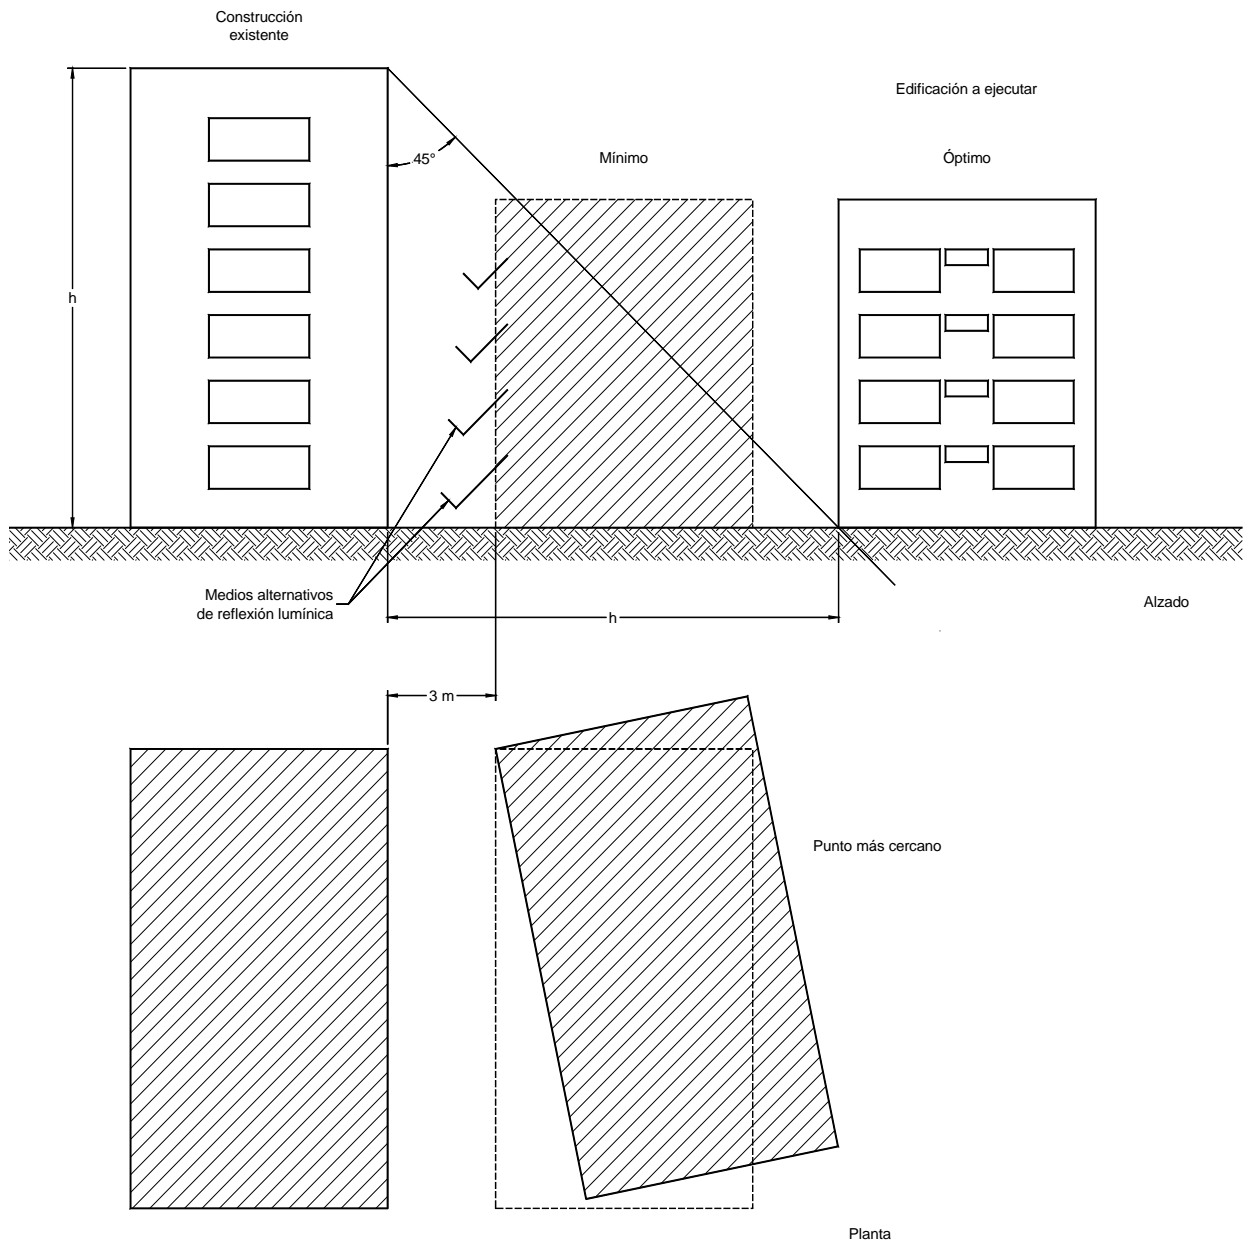 Construcción
existente
Edificación a ejecutar
45°
Mínimo
Óptimo
h
Medios alternativos
de reflexión lumínica
h
Alzado
3 m
Punto más cercano
Planta